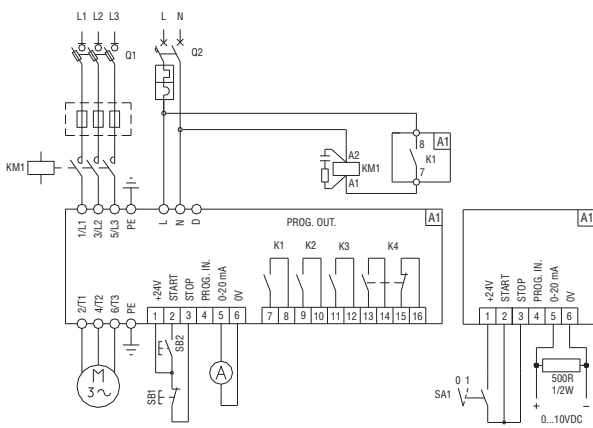 L1 L2 L3
L N
Q1
Q2
KM1
A2
KM1
A1
8
A1
K1
7
1/L1
3/L2
5/L3
PE
L
N
D
PROG. OUT.
A1
K1 K2 K3 K4
+24V
START
STOP
PROG. IN.
0-20 mA
0V
1 2 3 4 5 6
7 8 9 10 11 12 13 14 15 16
2/T1
4/T2
6/T3
PE
M
3~
SB2
SB1
A
A1
+24V
START
STOP
PROG. IN.
0-20 mA
0V
1 2 3 4 5 6
0 1
SA1
500R
1/2W
+ −
0...10VDC